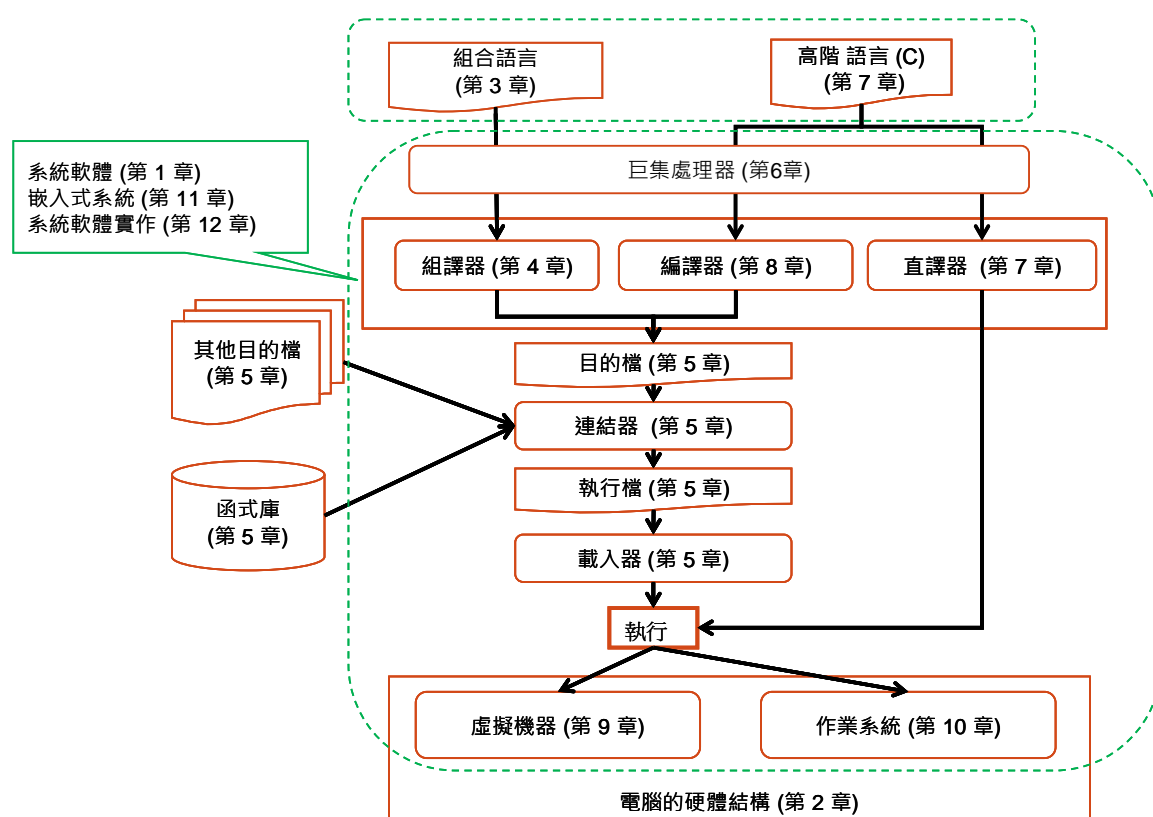 組合語言
(第 3 章)
高階 語言 (C)
(第 7 章)
系統軟體 (第 1 章)
嵌入式系統 (第 11 章)
系統軟體實作 (第 12 章)
巨集處理器 (第6章)
組譯器 (第 4 章)
編譯器 (第 8 章)
直譯器 (第 7 章)
其他目的檔
(第 5 章)
目的檔 (第 5 章)
連結器 (第 5 章)
函式庫
(第 5 章)
執行檔 (第 5 章)
載入器 (第 5 章)
執行
虛擬機器 (第 9 章)
作業系統 (第 10 章)
電腦的硬體結構 (第 2 章)